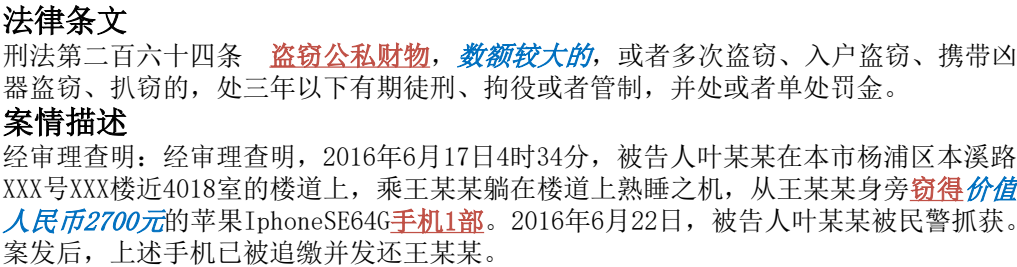 法律条文
刑法第二百六十四条　盗窃公私财物，数额较大的，或者多次盗窃、入户盗窃、携带凶
器盗窃、扒窃的，处三年以下有期徒刑、拘役或者管制，并处或者单处罚金。
案情描述
经审理查明：经审理查明，2016年6月17日4时34分，被告人叶某某在本市杨浦区本溪路
XXX号XXX楼近4018室的楼道上，乘王某某躺在楼道上熟睡之机，从王某某身旁窃得价值
人民币2700元的苹果IphoneSE64G手机1部。2016年6月22日，被告人叶某某被民警抓获。
案发后，上述手机已被追缴并发还王某某。